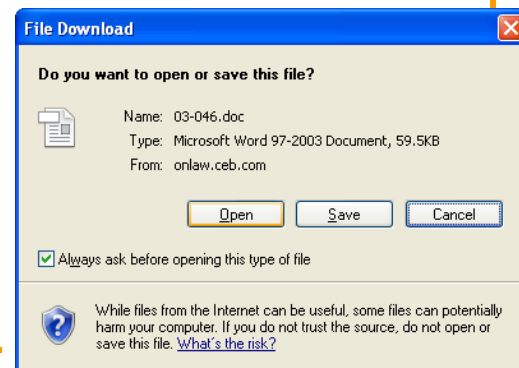 File Download
Do you want to open or save this file?
Name: 03-046.doc
Type: Microsoft Word 97-2003 Document, 59.5KB
From: onlaw.ceb.com
Open Save Cancel
Always ask before opening this type of file
While files from the Internet can be useful, some files can potentially
harm your computer. If you do not trust the source, do not open or
save this file. What's the risk?